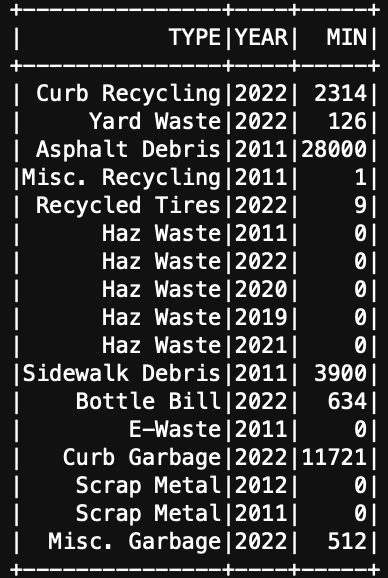 +----------------+----+-----+
|            TYPE|YEAR|  MIN|
+----------------+----+-----+
|  Curb Recycling|2022| 2314|
|      Yard Waste|2022|  126|
|  Asphalt Debris|2011|28000|
|Misc. Recycling|2011|    1|
|  Recycled Tires|2022|    9|
|       Haz Waste|2011|    0|
|       Haz Waste|2022|    0|
|       Haz Waste|2020|    0|
|       Haz Waste|2019|    0|
|       Haz Waste|2021|    0|
|Sidewalk Debris|2011| 3900|
|     Bottle Bill|2022|  634|
|         E-Waste|2011|    0|
|    Curb Garbage|2022|11721|
|     Scrap Metal|2012|    0|
|     Scrap Metal|2011|    0|
|   Misc. Garbage|2022|  512|
+----------------+----+-----+